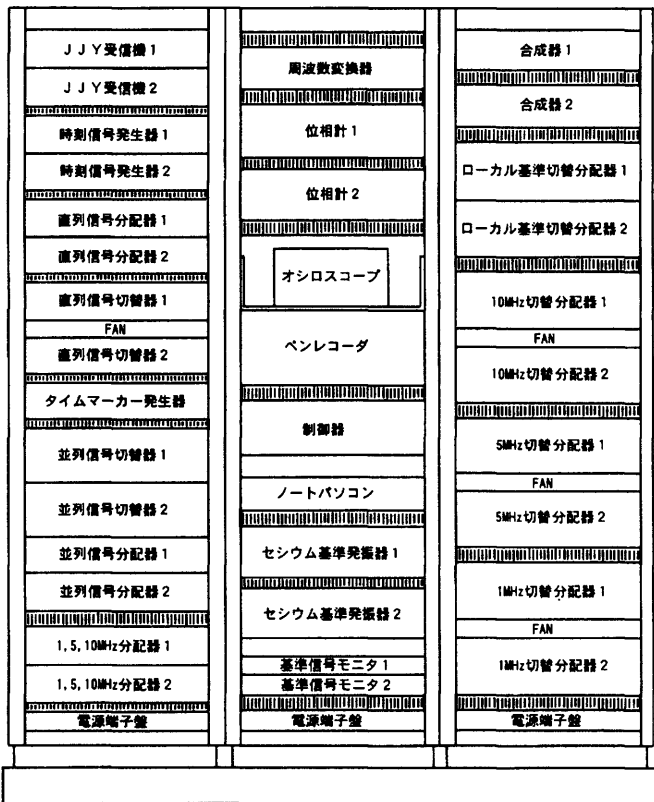 JJY受信機1
JJY受信機2
時刻信号発生器1
時刻信号発生器2
直列信号分配器1
直列信号分配器2
直列信号切替器1
FAN
直列信号切替器2
タイムマーカー発生器
並列信号切替器1
並列信号切替器2
並列信号分配器1
並列信号分配器2
1,5,10MHz分配器1
1,5,10MHz分配器2
電源端子盤
周波数変換器
位相計1
位相計2
オシロスコープ
ペンレコーダ
制御器
ノートパソコン
セシウム基準発振器1
セシウム基準発振器2
基準信号モニタ1
基準信号モニタ2
電源端子盤
合成器1
合成器2
ローカル基準切替分配器1
ローカル基準切替分配器2
10MHz切替分配器1
FAN
10MHz切替分配器2
5MHz切替分配器1
FAN
5MHz切替分配器2
1MHz切替分配器1
FAN
1MHz切替分配器2
電源端子盤